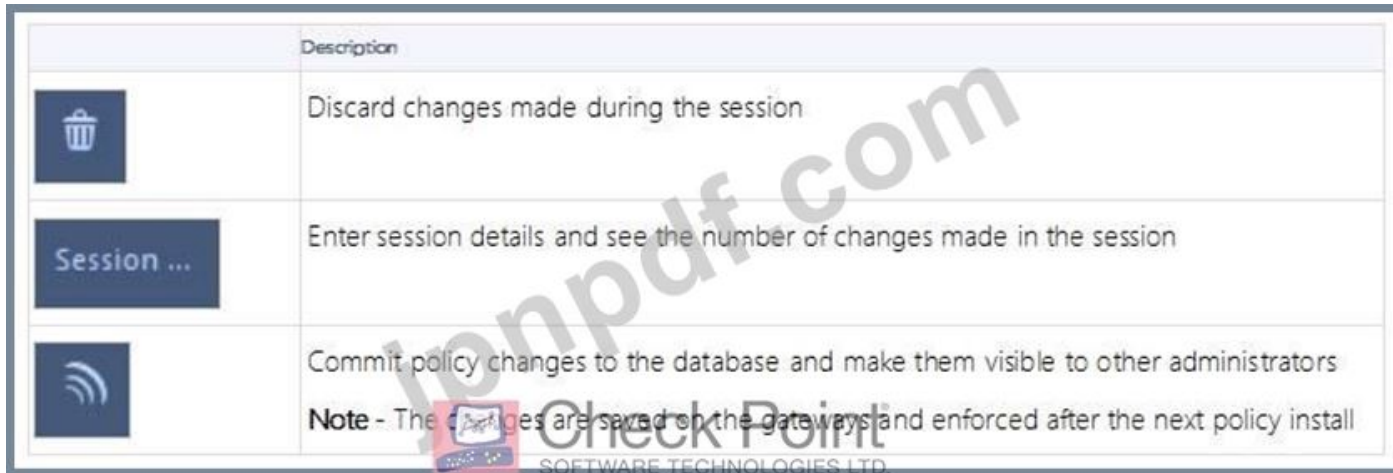 Description
Discard changes made during the session
Session ...
Enter session details and see the number of changes made in the session
Commit policy changes to the database and make them visible to other administrators
Note - The changes are saved on the gateways and enforced after the next policy install
jpnpdf.com
Check Point
SOFTWARE TECHNOLOGIES LTD.